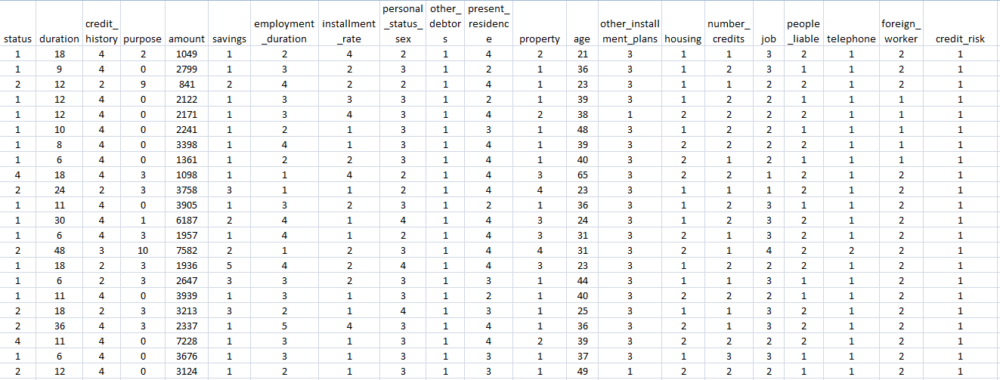 status duration credit_history purpose amount savings employment_duration installment_rate personal_status_sex other_debtors present_residence property age other_installment_plans housing number_credits job people_liable telephone foreign_worker credit_risk
1 18 4 2 1049 1 2 4 2 1 4 2 21 3 1 1 3 2 1 2 1
1 9 4 0 2799 1 3 2 3 1 2 1 36 3 1 2 3 1 1 2 1
2 12 2 9 841 2 4 2 2 1 4 1 23 3 1 1 2 2 1 2 1
1 12 4 0 2122 1 3 3 3 1 2 1 39 3 1 2 2 1 1 1 1
1 12 4 0 2171 1 3 4 3 1 4 2 38 1 2 2 2 2 1 1 1
1 10 4 0 2241 1 2 1 3 1 3 1 48 3 1 2 2 1 1 1 1
1 8 4 0 3398 1 4 1 3 1 4 1 39 3 2 2 2 2 1 1 1
1 6 4 0 1361 1 2 2 3 1 4 1 40 3 2 1 2 1 1 1 1
4 18 4 3 1098 1 1 4 2 1 4 3 65 3 2 2 1 2 1 2 1
2 24 2 3 3758 3 1 1 2 1 4 4 23 3 1 1 1 2 1 2 1
1 11 4 0 3905 1 3 2 3 1 2 1 36 3 1 2 3 1 1 2 1
1 30 4 1 6187 2 4 1 4 1 4 3 24 3 1 2 3 2 1 2 1
1 6 4 3 1957 1 4 1 2 1 4 3 31 3 2 1 3 2 1 2 1
2 48 3 10 7582 2 1 2 3 1 4 4 31 3 2 1 4 2 2 2 1
1 18 2 3 1936 5 4 2 4 1 4 3 23 3 1 2 2 2 1 2 1
1 6 2 3 2647 3 3 2 3 1 3 1 44 3 1 1 3 1 1 2 1
1 11 4 0 3939 1 3 1 3 1 2 1 40 3 2 2 2 1 1 2 1
2 18 2 3 3213 3 2 1 4 1 3 1 25 3 1 1 3 2 1 2 1
2 36 4 3 2337 1 5 4 3 1 4 1 36 3 2 1 3 2 1 2 1
4 11 4 0 7228 1 3 1 3 1 4 2 39 3 2 2 2 2 1 2 1
1 6 4 0 3676 1 3 1 3 1 3 1 37 3 1 3 3 1 1 2 1
2 12 4 0 3124 1 2 1 3 1 3 1 49 1 2 2 2 1 1 2 1